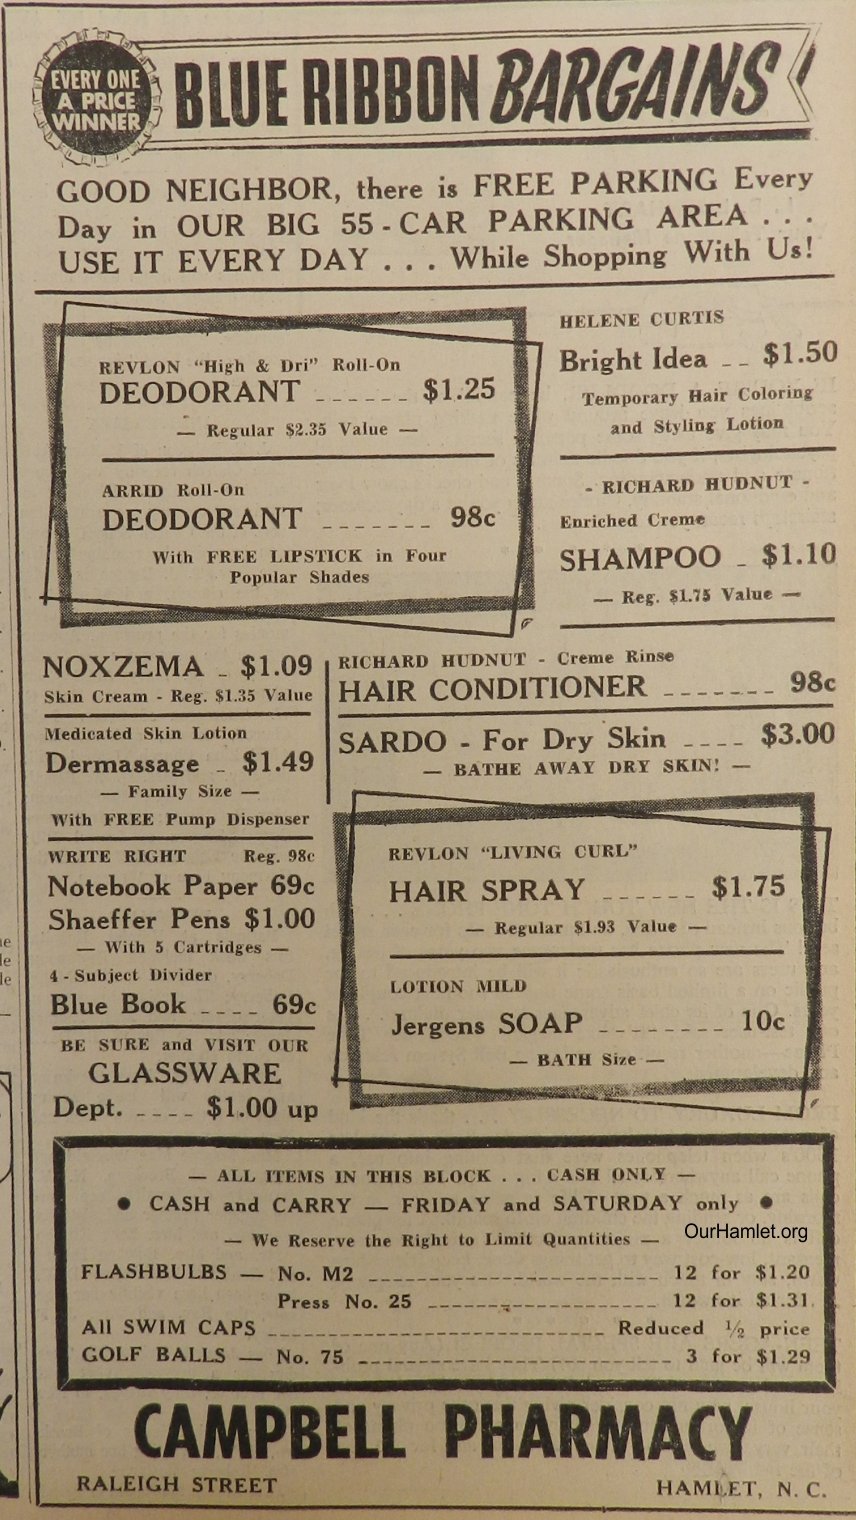 EVERY ONE
A PRICE
WINNER
BLUE RIBBON BARGAINS!
GOOD NEIGHBOR, there is FREE PARKING Every
Day in OUR BIG 55-CAR PARKING AREA . . .
USE IT EVERY DAY . . . While Shopping With Us!
REVLON "High & Dri" Roll-On
DEODORANT ______ $1.25
— Regular $2.35 Value —
ARRID Roll-On
DEODORANT _______ 98c
With FREE LIPSTICK in Four
Popular Shades
HELENE CURTIS
Bright Idea __ $1.50
Temporary Hair Coloring
and Styling Lotion
- RICHARD HUDNUT -
Enriched Creme
SHAMPOO _ $1.10
— Reg. $1.75 Value —
NOXZEMA _ $1.09
Skin Cream - Reg. $1.35 Value
Medicated Skin Lotion
Dermassage _ $1.49
— Family Size —
With FREE Pump Dispenser
WRITE RIGHT Reg. 98c
Notebook Paper 69c
Shaeffer Pens $1.00
— With 5 Cartridges —
4-Subject Divider
Blue Book ____ 69c
BE SURE and VISIT OUR
GLASSWARE
Dept. ____ $1.00 up
RICHARD HUDNUT - Creme Rinse
HAIR CONDITIONER _______ 98c
SARDO - For Dry Skin ____ $3.00
— BATHE AWAY DRY SKIN! —
REVLON "LIVING CURL"
HAIR SPRAY ______ $1.75
— Regular $1.93 Value —
LOTION MILD
Jergens SOAP ________ 10c
— BATH Size —
— ALL ITEMS IN THIS BLOCK . . . CASH ONLY —
• CASH and CARRY — FRIDAY and SATURDAY only •
— We Reserve the Right to Limit Quantities —
OurHamlet.org
FLASHBULBS — No. M2 ______ 12 for $1.20
Press No. 25 ______ 12 for $1.31
All SWIM CAPS ______ Reduced ½ price
GOLF BALLS — No. 75 ______ 3 for $1.29
CAMPBELL PHARMACY
RALEIGH STREET HAMLET, N. C.